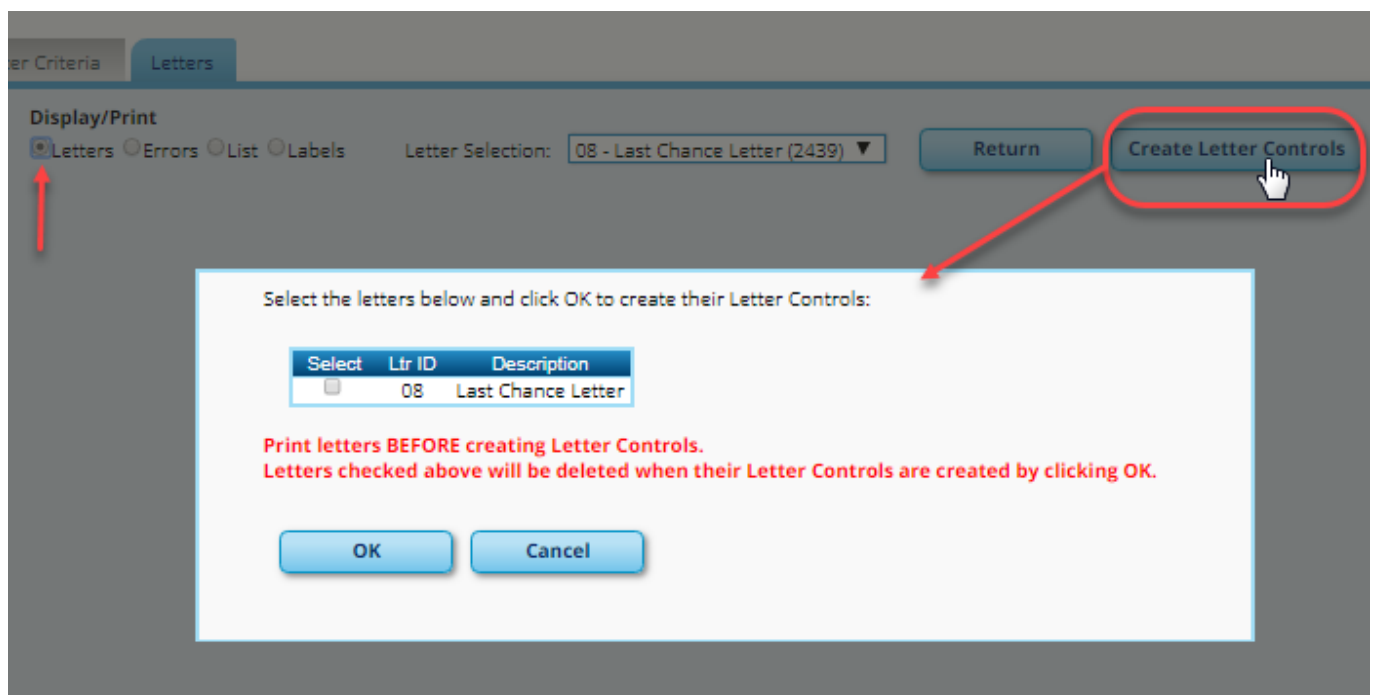 er Criteria Letters
Display/Print
Letters Errors List Labels Letter Selection: 08 - Last Chance Letter (2439) Return Create Letter Controls
Select the letters below and click OK to create their Letter Controls:
Select Ltr ID Description
08 Last Chance Letter
Print letters BEFORE creating Letter Controls.
Letters checked above will be deleted when their Letter Controls are created by clicking OK.
OK Cancel